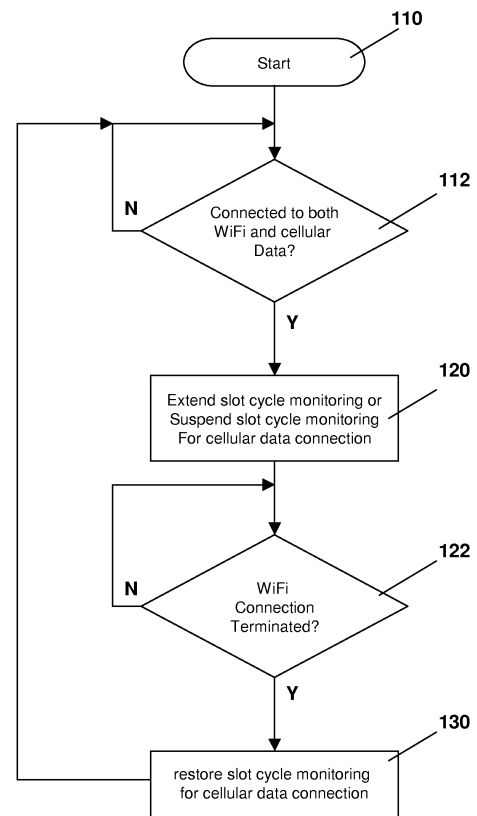 110
Start
112
Connected to both
WiFi and cellular
Data?
N
Y
120
Extend slot cycle monitoring or
Suspend slot cycle monitoring
For cellular data connection
122
WiFi
Connection
Terminated?
N
Y
130
restore slot cycle monitoring
for cellular data connection